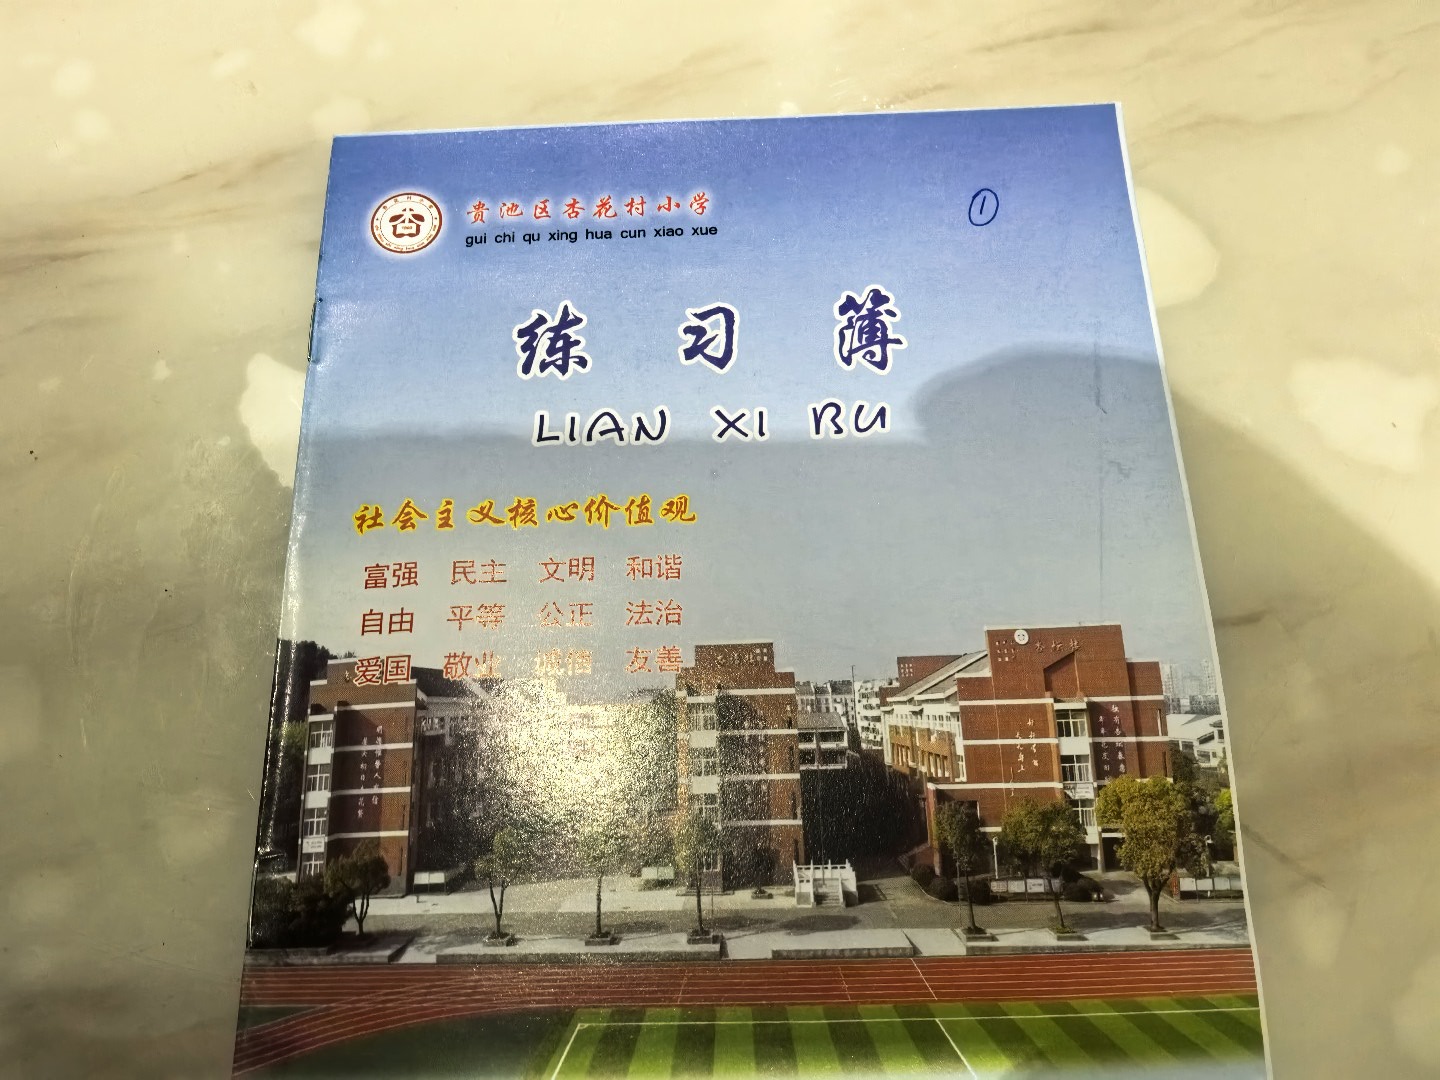 贵池区杏花村小学
gui chi qu xing hua cun xiao xue
①
练习薄
LIAN XI BU
社会主义核心价值观
富强 民主 文明 和谐
自由 平等 公正 法治
爱国 敬业 诚信 友善